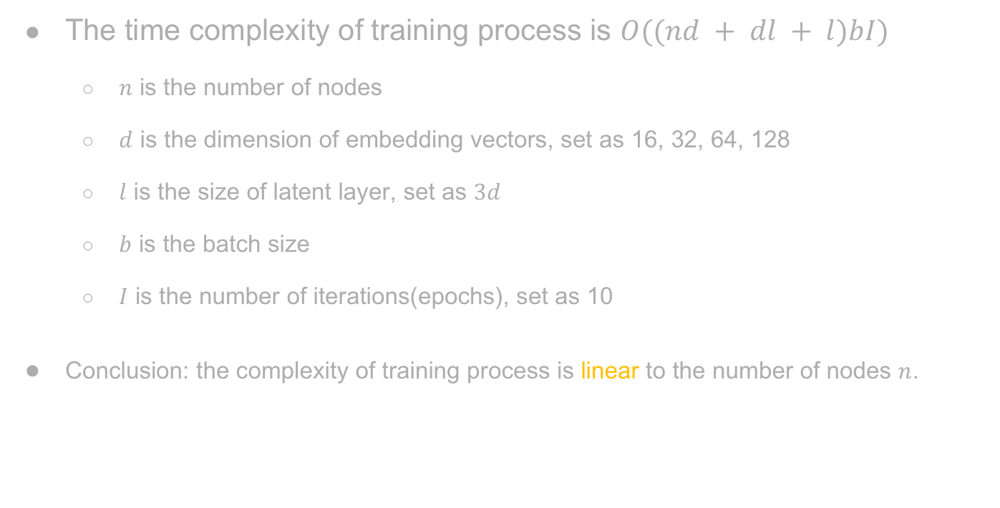 ● The time complexity of training process is O((nd + dl + l)bI)
○ n is the number of nodes
○ d is the dimension of embedding vectors, set as 16, 32, 64, 128
○ l is the size of latent layer, set as 3d
○ b is the batch size
○ I is the number of iterations(epochs), set as 10
● Conclusion: the complexity of training process is linear to the number of nodes n.